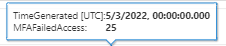 TimeGenerated [UTC]:5/3/2022, 00:00:00.000
MFAFailedAccess: 25